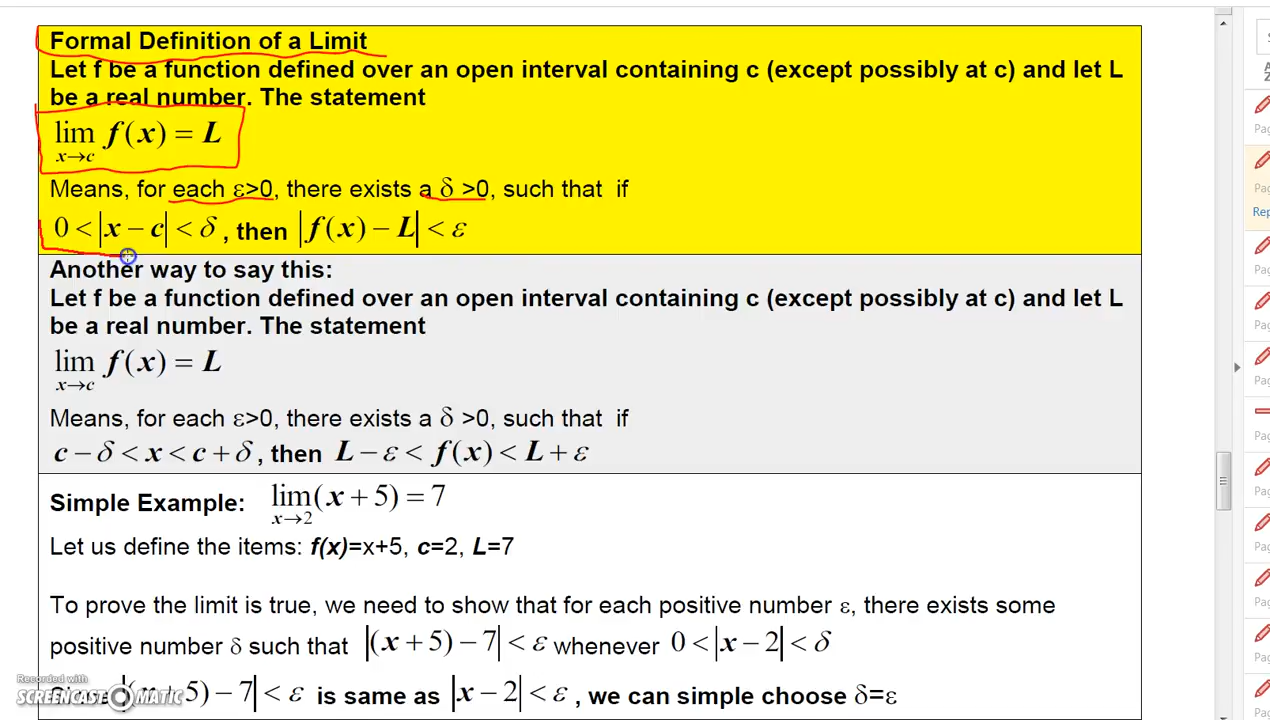 Formal Definition of a Limit
Let f be a function defined over an open interval containing c (except possibly at c) and let L
be a real number. The statement
lim f(x) = L
x→c
Means, for each ε>0, there exists a δ >0, such that if
0 < |x − c| < δ , then |f(x) − L| < ε
Another way to say this:
Let f be a function defined over an open interval containing c (except possibly at c) and let L
be a real number. The statement
lim f(x) = L
x→c
Means, for each ε>0, there exists a δ >0, such that if
c − δ < x < c + δ , then L − ε < f(x) < L + ε
Simple Example: lim(x + 5) = 7
x→2
Let us define the items: f(x)=x+5, c=2, L=7
To prove the limit is true, we need to show that for each positive number ε, there exists some
positive number δ such that |(x + 5) − 7| < ε whenever 0 < |x − 2| < δ
Recorded with
SCREENCAST-O-MATIC
|(x + 5) − 7| < ε is same as |x − 2| < ε , we can simple choose δ=ε